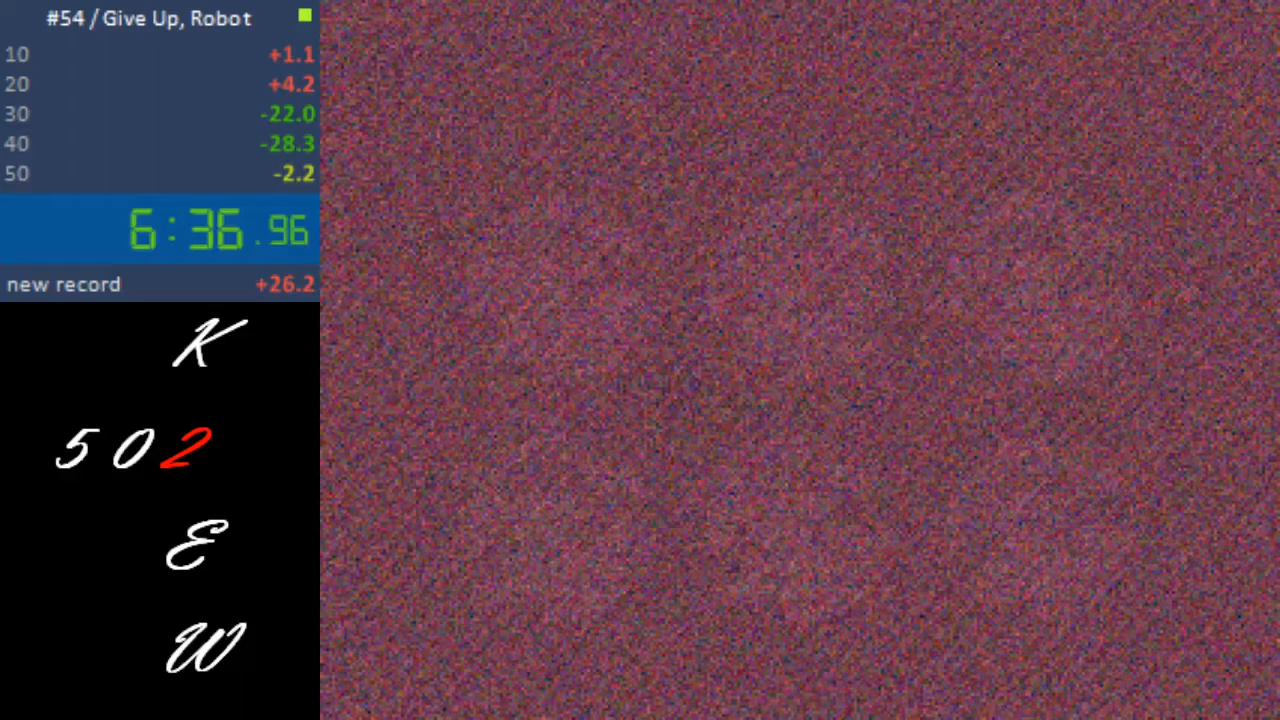 #54 / Give Up, Robot
10 +1.1
20 +4.2
30 -22.0
40 -28.3
50 -2.2
6:36.96
new record +26.2
K
5 0 2
E
W